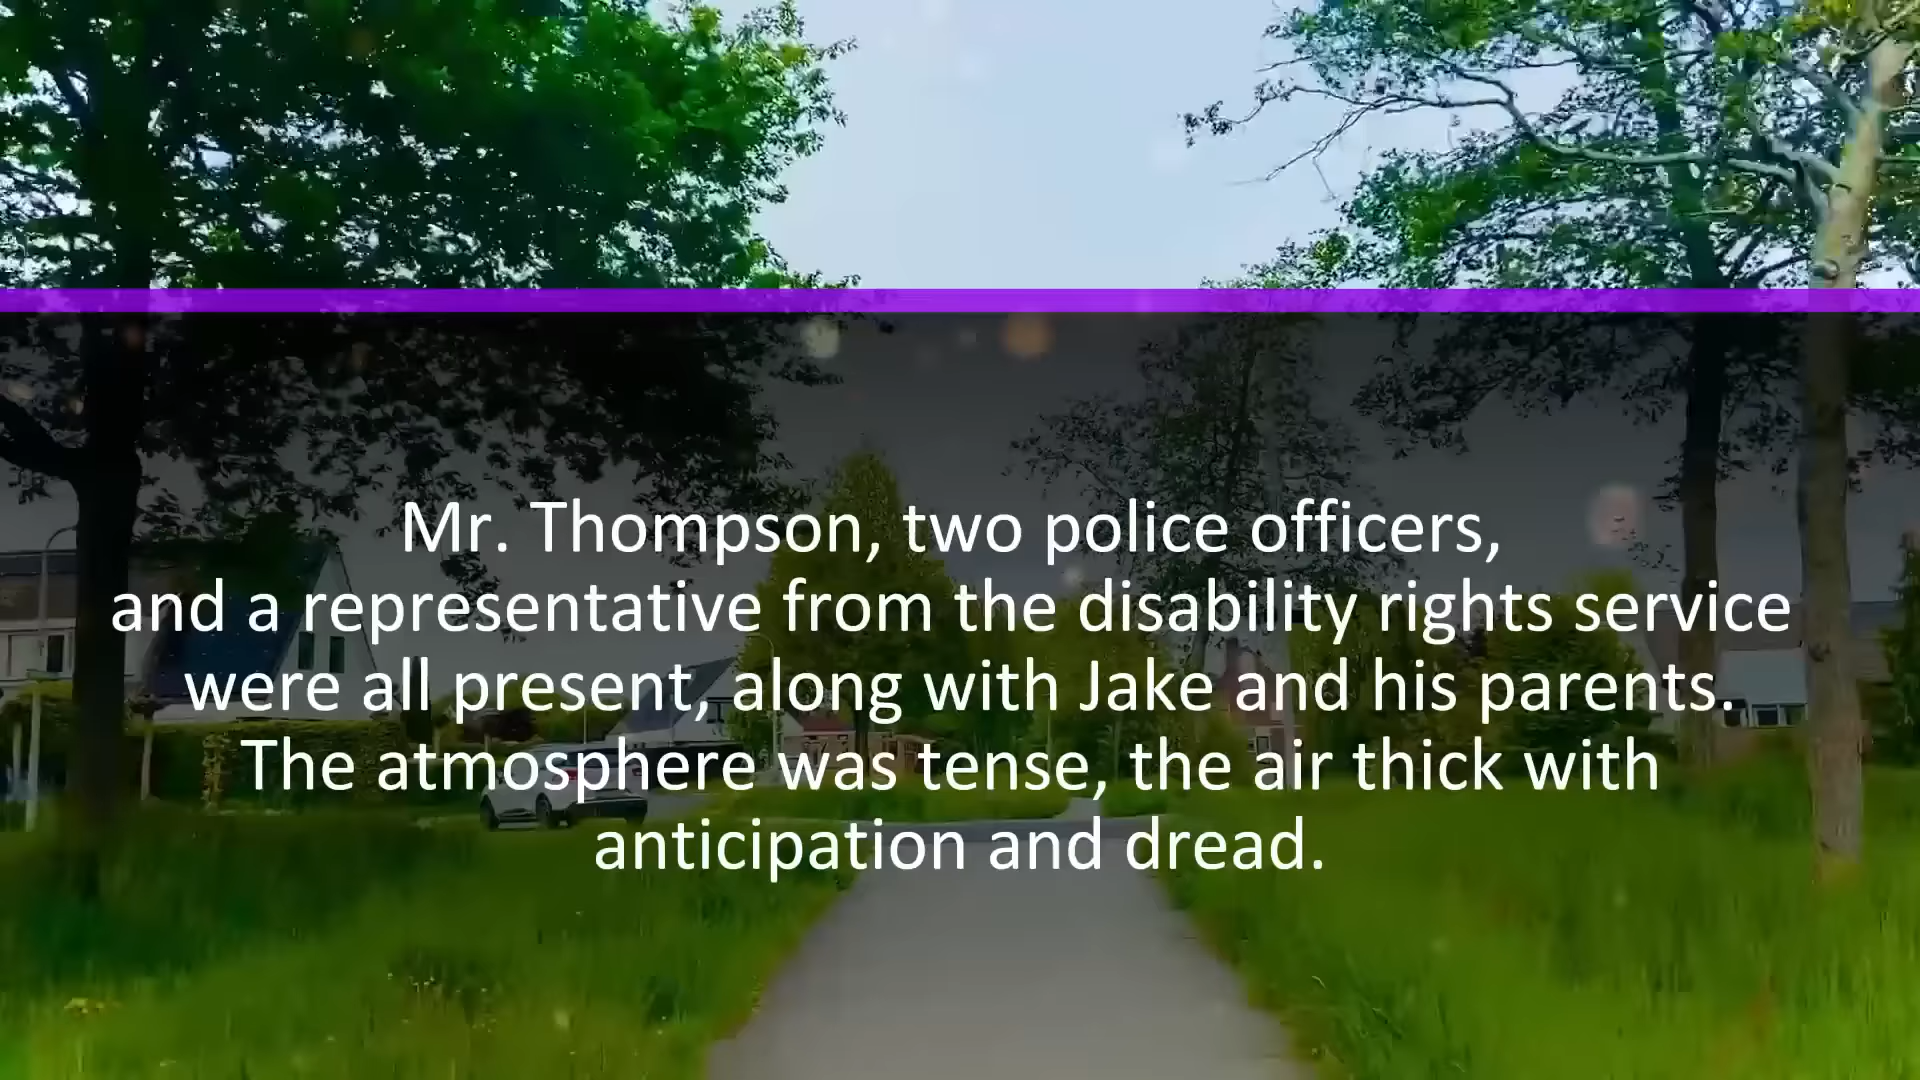 Mr. Thompson, two police officers,
and a representative from the disability rights service
were all present, along with Jake and his parents.
The atmosphere was tense, the air thick with
anticipation and dread.